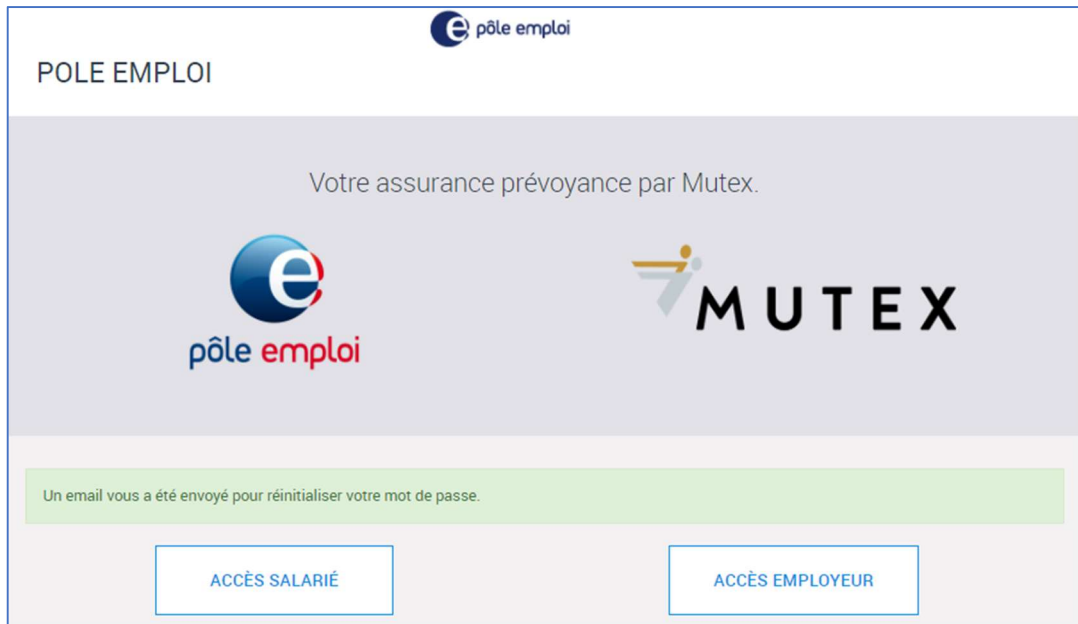 pôle emploi
POLE EMPLOI
Votre assurance prévoyance par Mutex.
pôle emploi
MUTEX
Un email vous a été envoyé pour réinitialiser votre mot de passe.
ACCÈS SALARIÉ
ACCÈS EMPLOYEUR